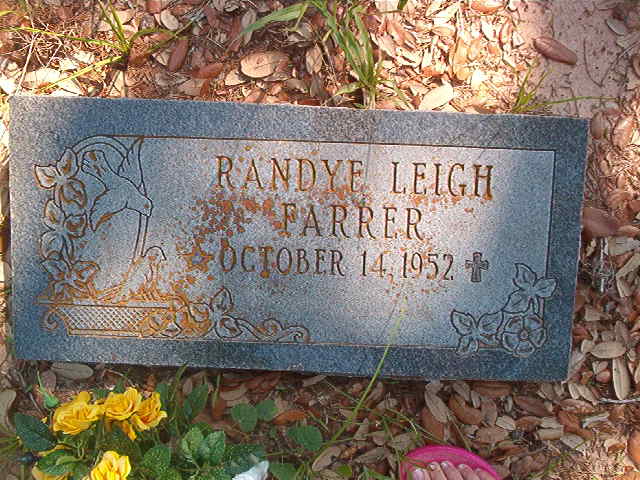 RANDYE LEIGH
FARRER
☆ OCTOBER 14, 1952 ✝